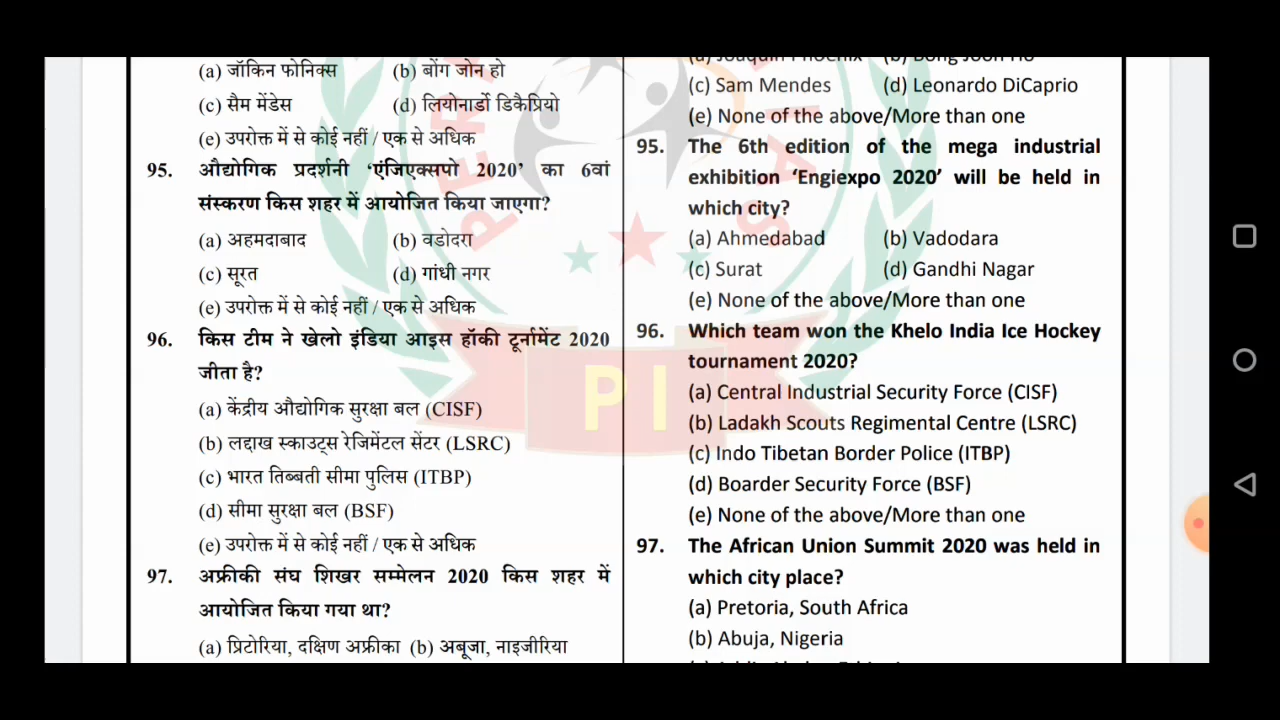 (a) जॉकिन फोनिक्स (b) बोंग जोन हो
(c) सैम मेंडेस (d) लियोनार्डो डिकैप्रियो
(e) उपरोक्त में से कोई नहीं / एक से अधिक
95. औद्योगिक प्रदर्शनी ‘एंजिएक्सपो 2020’ का 6वां
संस्करण किस शहर में आयोजित किया जाएगा?
(a) अहमदाबाद (b) वडोदरा
(c) सूरत (d) गांधी नगर
(e) उपरोक्त में से कोई नहीं / एक से अधिक
96. किस टीम ने खेलो इंडिया आइस हॉकी टूर्नामेंट 2020
जीता है?
(a) केंद्रीय औद्योगिक सुरक्षा बल (CISF)
(b) लद्दाख स्काउट्स रेजिमेंटल सेंटर (LSRC)
(c) भारत तिब्बती सीमा पुलिस (ITBP)
(d) सीमा सुरक्षा बल (BSF)
(e) उपरोक्त में से कोई नहीं / एक से अधिक
97. अफ्रीकी संघ शिखर सम्मेलन 2020 किस शहर में
आयोजित किया गया था?
(a) प्रिटोरिया, दक्षिण अफ्रीका (b) अबूजा, नाइजीरिया
(c) Sam Mendes (d) Leonardo DiCaprio
(e) None of the above/More than one
95. The 6th edition of the mega industrial
exhibition ‘Engiexpo 2020’ will be held in
which city?
(a) Ahmedabad (b) Vadodara
(c) Surat (d) Gandhi Nagar
(e) None of the above/More than one
96. Which team won the Khelo India Ice Hockey
tournament 2020?
(a) Central Industrial Security Force (CISF)
(b) Ladakh Scouts Regimental Centre (LSRC)
(c) Indo Tibetan Border Police (ITBP)
(d) Boarder Security Force (BSF)
(e) None of the above/More than one
97. The African Union Summit 2020 was held in
which city place?
(a) Pretoria, South Africa
(b) Abuja, Nigeria
PI